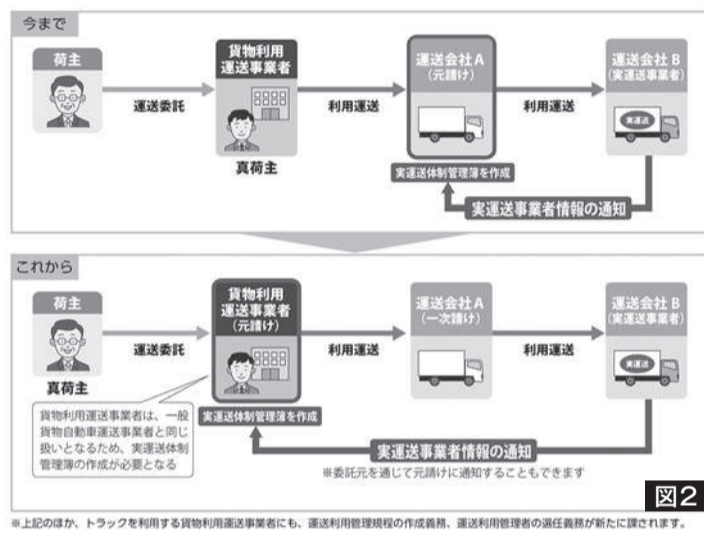 今まで
荷主
運送委託
貨物利用
運送事業者
真荷主
利用運送
運送会社A
(元請け)
実運送体制管理簿を作成
利用運送
運送会社B
(実運送事業者)
実運送
実運送事業者情報の通知
これから
荷主
真荷主
運送委託
貨物利用
運送事業者
(元請け)
実運送体制管理簿を作成
利用運送
運送会社A
(一次請け)
利用運送
運送会社B
(実運送事業者)
実運送
貨物利用運送事業者は、一般
貨物自動車運送事業者と同じ
扱いとなるため、実運送体制
管理簿の作成が必要となる
実運送事業者情報の通知
※委託元を通じて元請けに通知することもできます
図2
※上記のほか、トラックを利用する貨物利用運送事業者にも、運送利用管理規程の作成義務、運送利用管理者の選任義務が新たに課されます。